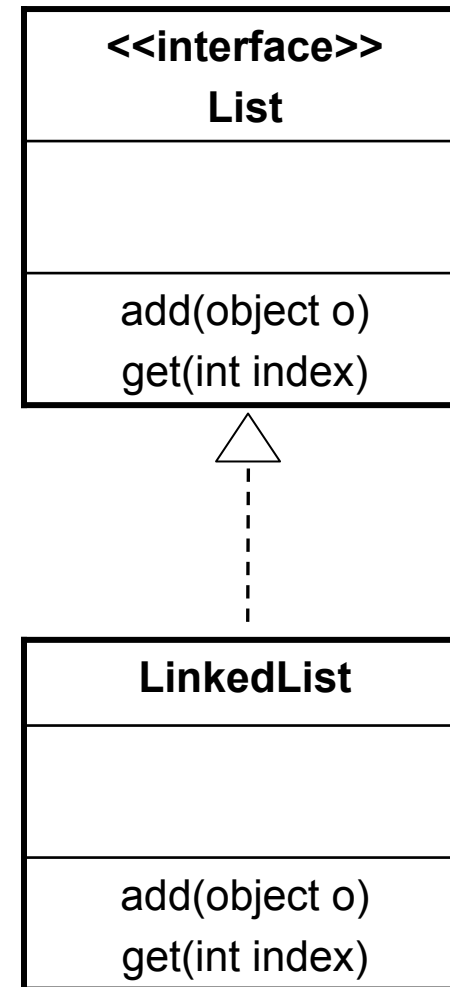 <<interface>>
List
add(object o)
get(int index)
LinkedList
add(object o)
get(int index)